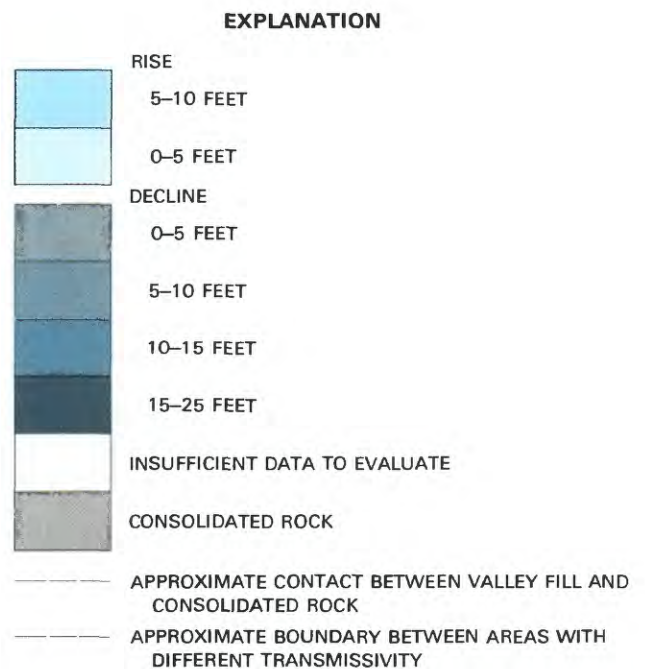 EXPLANATION
RISE
5–10 FEET
0–5 FEET
DECLINE
0–5 FEET
5–10 FEET
10–15 FEET
15–25 FEET
INSUFFICIENT DATA TO EVALUATE
CONSOLIDATED ROCK
APPROXIMATE CONTACT BETWEEN VALLEY FILL AND
CONSOLIDATED ROCK
APPROXIMATE BOUNDARY BETWEEN AREAS WITH
DIFFERENT TRANSMISSIVITY